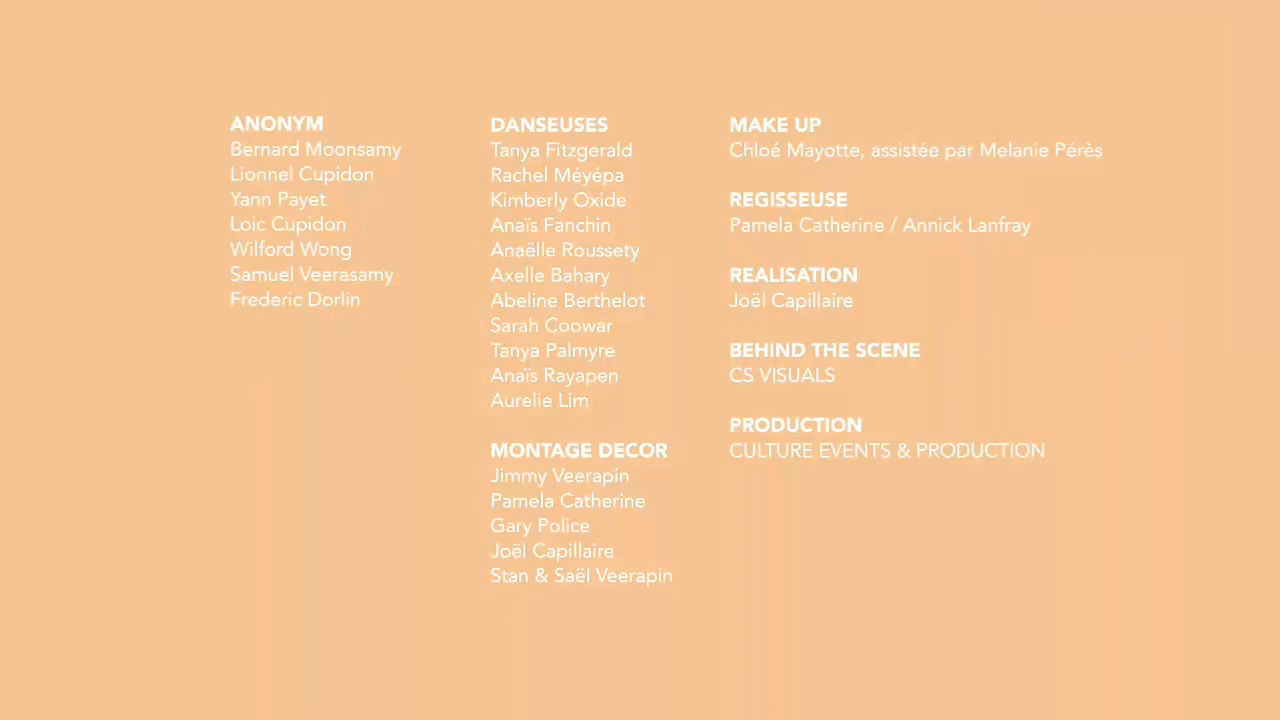 ANONYM
Bernard Moonsamy
Lionnel Cupidon
Yann Payet
Loic Cupidon
Wilford Wong
Samuel Veerasamy
Frederic Dorlin
DANSEUSES
Tanya Fitzgerald
Rachel Méyépa
Kimberly Oxide
Anaïs Fanchin
Anaëlle Roussety
Axelle Bahary
Abeline Berthelot
Sarah Coowar
Tanya Palmyre
Anaïs Rayapen
Aurelie Lim
MONTAGE DECOR
Jimmy Veerapin
Pamela Catherine
Gary Police
Joël Capillaire
Stan & Saël Veerapin
MAKE UP
Chloé Mayotte, assistée par Melanie Pérès
REGISSEUSE
Pamela Catherine / Annick Lanfray
REALISATION
Joël Capillaire
BEHIND THE SCENE
CS VISUALS
PRODUCTION
CULTURE EVENTS & PRODUCTION